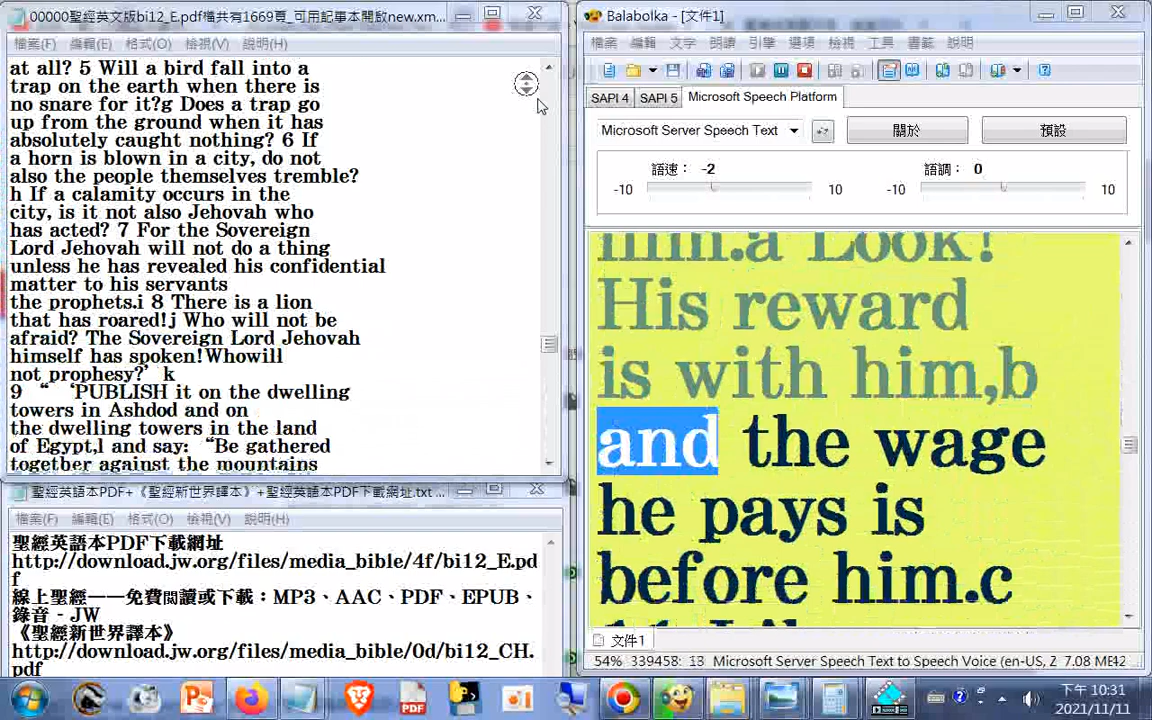 00000聖經英文版bi12_E.pdf檔共有1669頁_可用記事本開啟new.xm...
檔案(F) 編輯(E) 格式(O) 檢視(V) 說明(H)
at all? 5 Will a bird fall into a
trap on the earth when there is
no snare for it?g Does a trap go
up from the ground when it has
absolutely caught nothing? 6 If
a horn is blown in a city, do not
also the people themselves tremble?
h If a calamity occurs in the
city, is it not also Jehovah who
has acted? 7 For the Sovereign
Lord Jehovah will not do a thing
unless he has revealed his confidential
matter to his servants
the prophets.i 8 There is a lion
that has roared!j Who will not be
afraid? The Sovereign Lord Jehovah
himself has spoken!Whowill
not prophesy?’ k
9 “ ‘PUBLISH it on the dwelling
towers in Ashdod and on
the dwelling towers in the land
of Egypt,l and say: “Be gathered
together against the mountains
聖經英語本PDF+《聖經新世界譯本》+聖經英語本PDF下載網址.txt ...
檔案(F) 編輯(E) 格式(O) 檢視(V) 說明(H)
聖經英語本PDF下載網址
http://download.jw.org/files/media_bible/4f/bi12_E.pd
f
線上聖經——免費閱讀或下載：MP3、AAC、PDF、EPUB、
錄音 - JW
《聖經新世界譯本》
http://download.jw.org/files/media_bible/0d/bi12_CH.
pdf
Balabolka - [文件1]
檔案 編輯 文字 朗讀 引擎 選項 檢視 工具 書籤 說明
SAPI 4 SAPI 5 Microsoft Speech Platform
Microsoft Server Speech Text 關於 預設
語速： -2 語調： 0
-10 10 -10 10
him.a Look!
His reward
is with him,b
and the wage
he pays is
before him.c
文件1
54% 339458: 13 Microsoft Server Speech Text to Speech Voice (en-US, Z 7.08 ME42
下午 10:31
2021/11/11